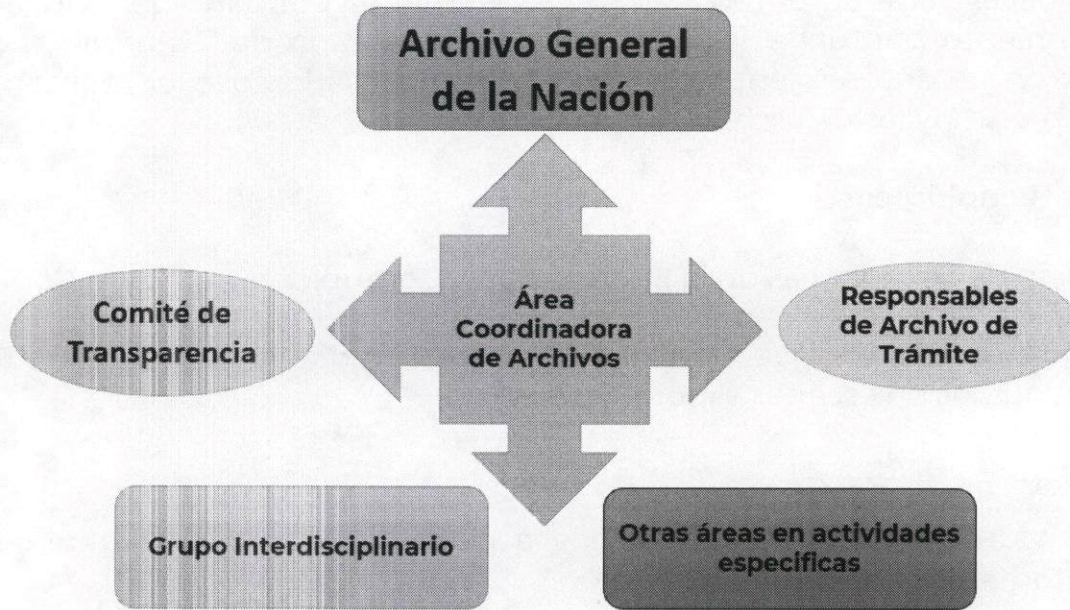 Archivo General
de la Nación
Comité de
Transparencia
Área
Coordinadora
de Archivos
Responsables
de Archivo de
Trámite
Grupo Interdisciplinario
Otras áreas en actividades
especificas